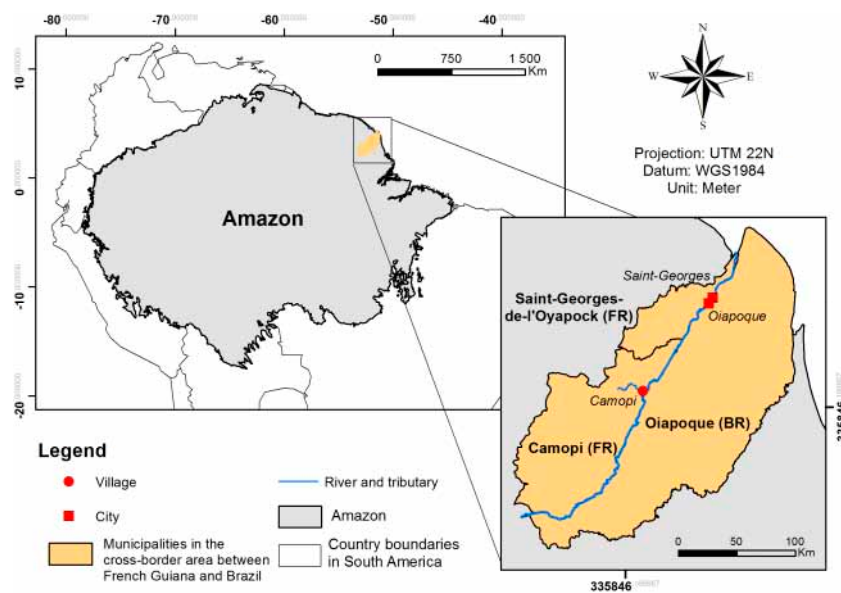 -80
-70
-60
-50
-40
0 750 1 500
Km
10
0
-10
-20
Amazon
N
W E
S
Projection: UTM 22N
Datum: WGS1984
Unit: Meter
Saint-Georges
Saint-Georges-
de-l'Oyapock (FR)
Oiapoque
Camopi
Oiapoque (BR)
Camopi (FR)
0 50 100
Km
335846
335846
Legend
Village
City
Municipalities in the
cross-border area between
French Guiana and Brazil
River and tributary
Amazon
Country boundaries
in South America